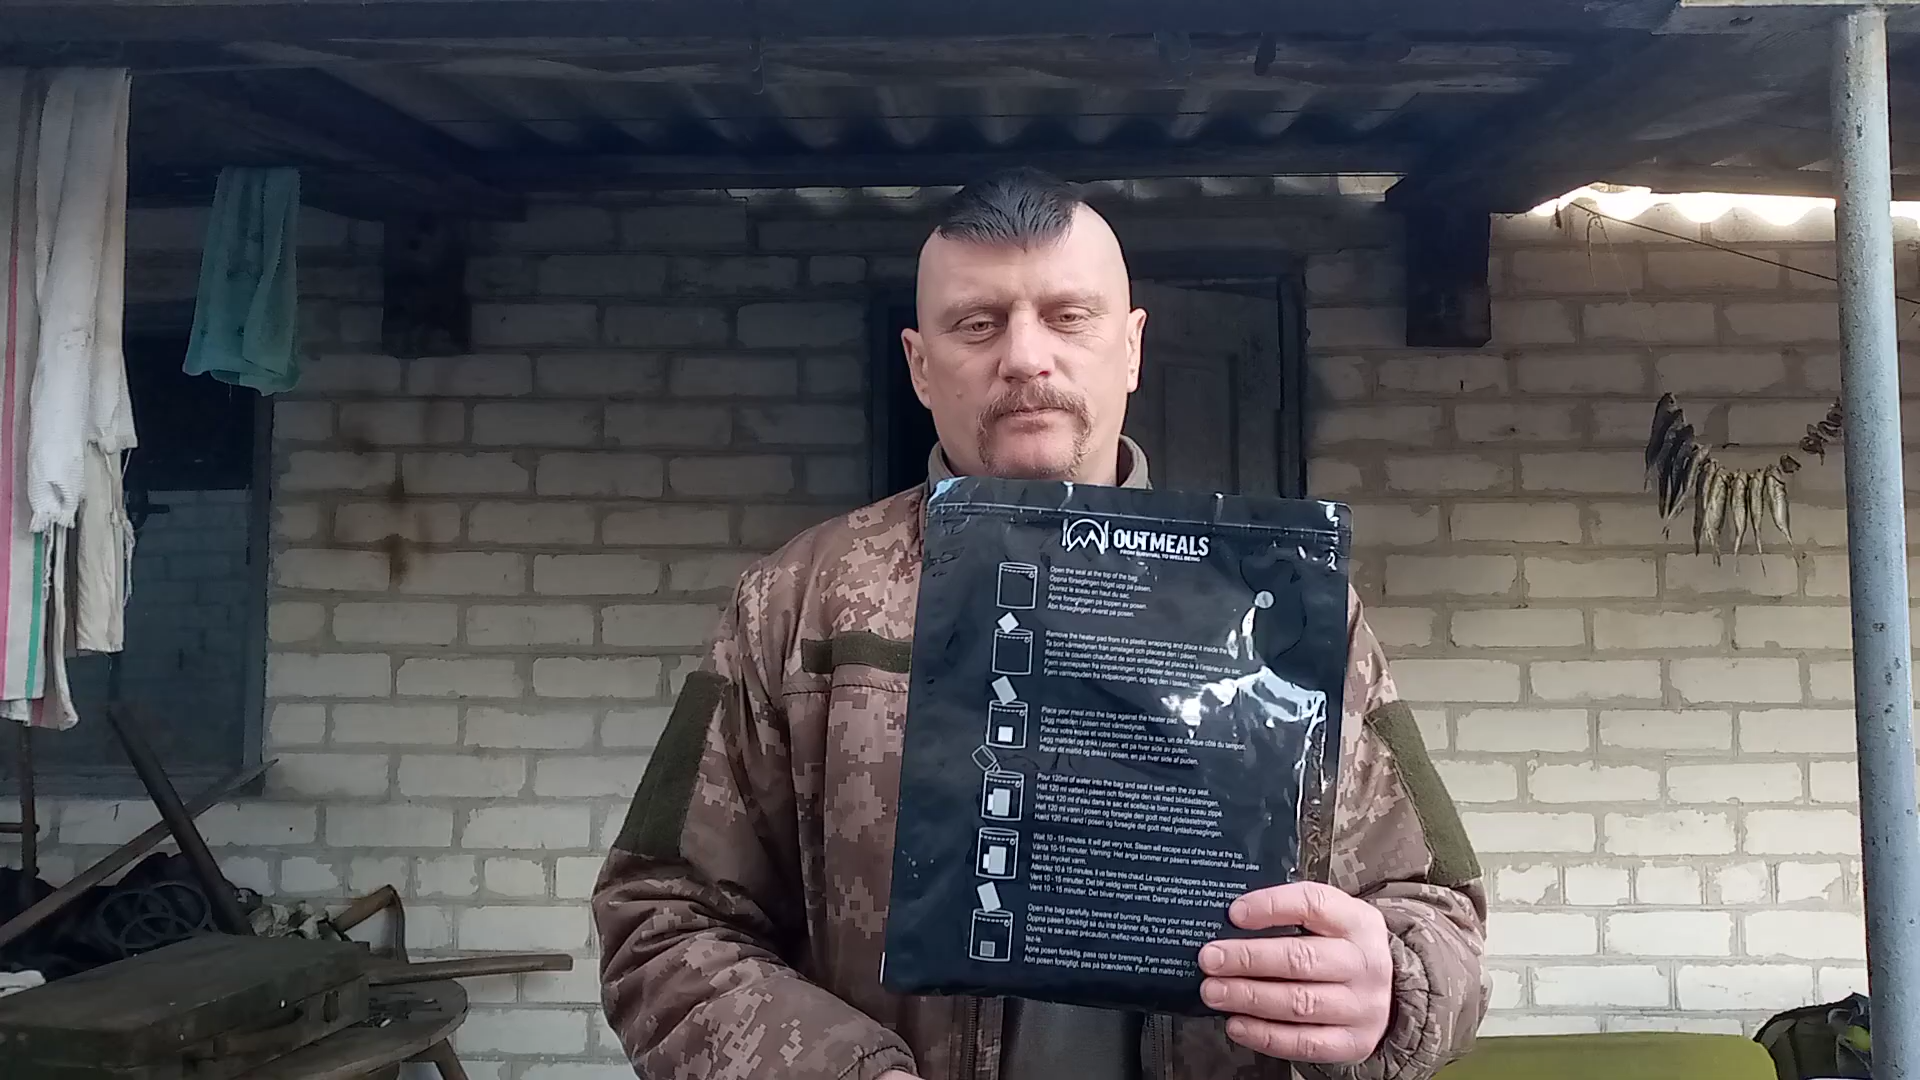 OUTMEALS
FROM SURVIVAL TO WELL BEING
Open the seal at the top of the bag.
Öppna förseglingen högst upp på påsen.
Ouvrez le sceau en haut du sac.
Åpne forseglingen på toppen av posen.
Åbn forseglingen øverst på posen.
Remove the heater pad from it's plastic wrapping and place it inside the
Ta bort värmedynan från omslaget och placera den i påsen.
Retirez le coussin chauffant de son emballage et placez-le à l'intérieur du sac.
Fjern varmeputen fra innpakningen og plasser den inne i posen.
Fjern varmepuden fra indpakningen, og læg den i tasken.
Place your meal into the bag against the heater pad.
Lägg maltiden i påsen mot värmedynan.
Placez votre repas et votre boisson dans le sac, un de chaque côté du tampon.
Legg måltidet og drikk i posen, ett på hver side av puten.
Placer dit måltid og drikke i posen, en på hver side af puden.
Pour 120ml of water into the bag and seal it well with the zip seal.
Häll 120 ml vatten i påsen och försegla den väl med blixtlåstätningen.
Versez 120 ml d'eau dans le sac et scellez-le bien avec le sceau zippé.
Hell 120 ml vann i posen og forsegle den godt med glidelåstetningen.
Hæld 120 ml vand i posen og forsegle det godt med lynlåsforseglingen.
Wait 10 - 15 minutes. It will get very hot. Steam will escape out of the hole at the top.
Vänta 10-15 minuter. Varning: Het ånga kommer ur påsens ventilationshål. Även påse
kan bli mycket varm.
Attendez 10 à 15 minutes. Il va faire très chaud. La vapeur s'échappera du trou au sommet.
Vent 10 - 15 minutter. Det blir veldig varmt. Damp vil unnslippe ut av hullet på
Vent 10 - 15 minutter. Det bliver meget varmt. Damp vil slippe ud af hullet
Open the bag carefully, beware of burning. Remove your meal and enjoy.
Öppna påsen försiktigt så du inte bränner dig. Ta ur din måltid och njut.
Ouvrez le sac avec précaution, méfiez-vous des brûlures. Retirez
tez-le.
Åpne posen forsiktig, pass opp for brenning. Fjern måltidet og
Åbn posen forsigtigt, pas på brændende. Fjern dit måltid og nyd.